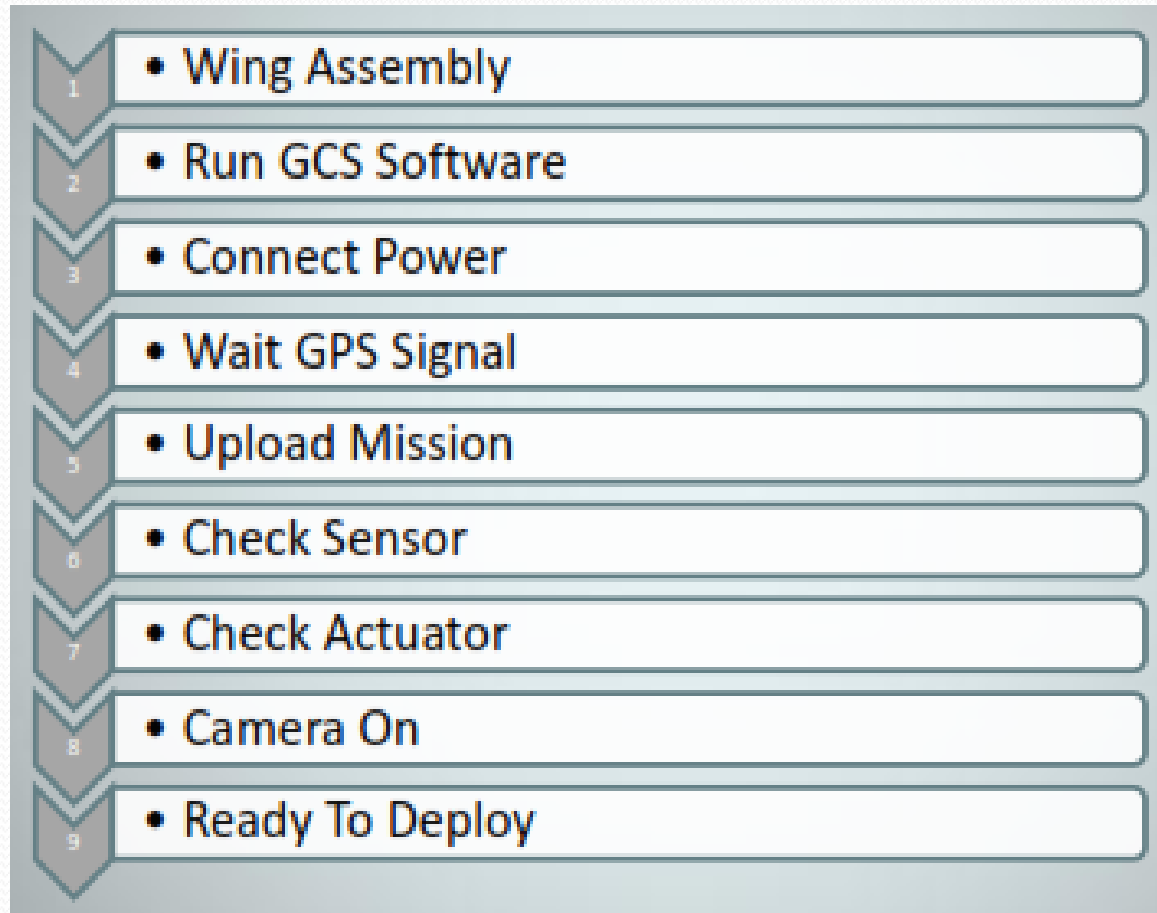 1 • Wing Assembly
2 • Run GCS Software
3 • Connect Power
4 • Wait GPS Signal
5 • Upload Mission
6 • Check Sensor
7 • Check Actuator
8 • Camera On
9 • Ready To Deploy